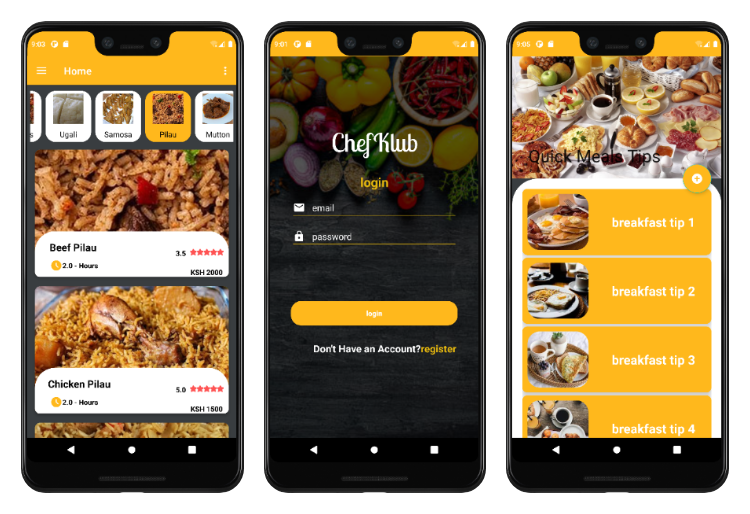 9:03
Home
s
Ugali
Samosa
Pilau
Mutton
Beef Pilau
3.5
2.0 - Hours
KSH 2000
Chicken Pilau
5.0
2.0 - Hours
KSH 1500
9:01
ChefKlub
login
email
password
login
Don't Have an Account?register
9:05
Quick Meals Tips
breakfast tip 1
breakfast tip 2
breakfast tip 3
breakfast tip 4